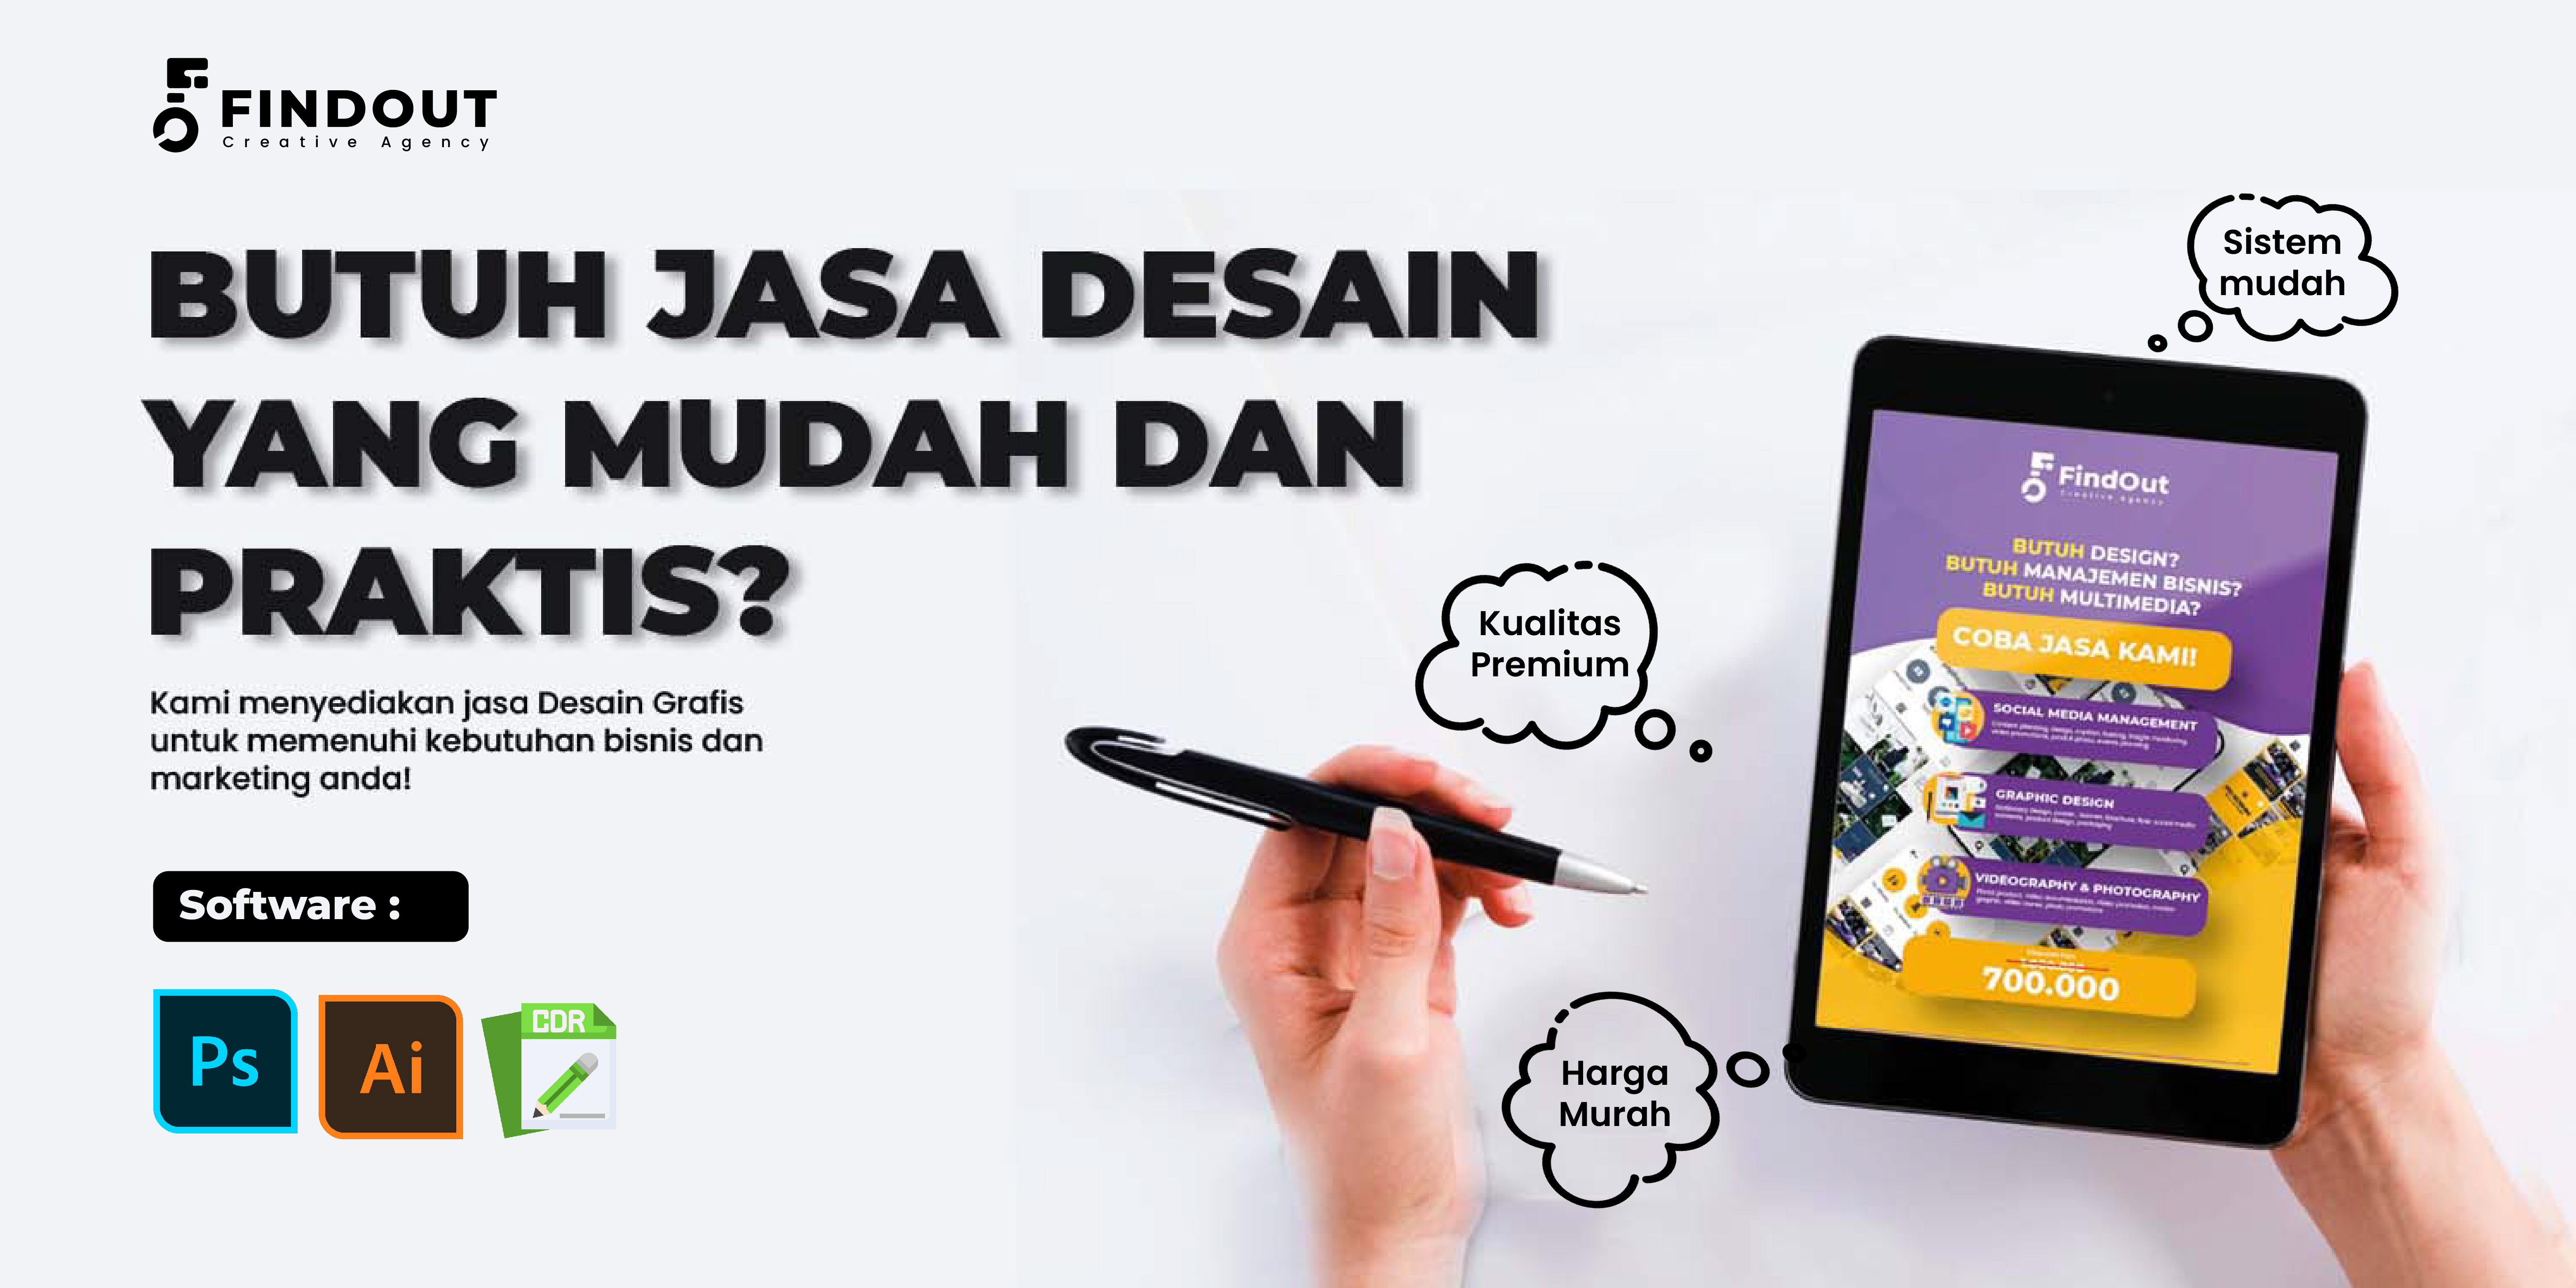 FINDOUT
Creative Agency
BUTUH JASA DESAIN
YANG MUDAH DAN
PRAKTIS?
Kami menyediakan jasa Desain Grafis
untuk memenuhi kebutuhan bisnis dan
marketing anda!
Software :
Ps
Ai
CDR
Kualitas
Premium
Harga
Murah
Sistem
mudah
FindOut
Creative Agency
BUTUH DESIGN?
BUTUH MANAJEMEN BISNIS?
BUTUH MULTIMEDIA?
COBA JASA KAMI!
SOCIAL MEDIA MANAGEMENT
GRAPHIC DESIGN
VIDEOGRAPHY & PHOTOGRAPHY
700.000